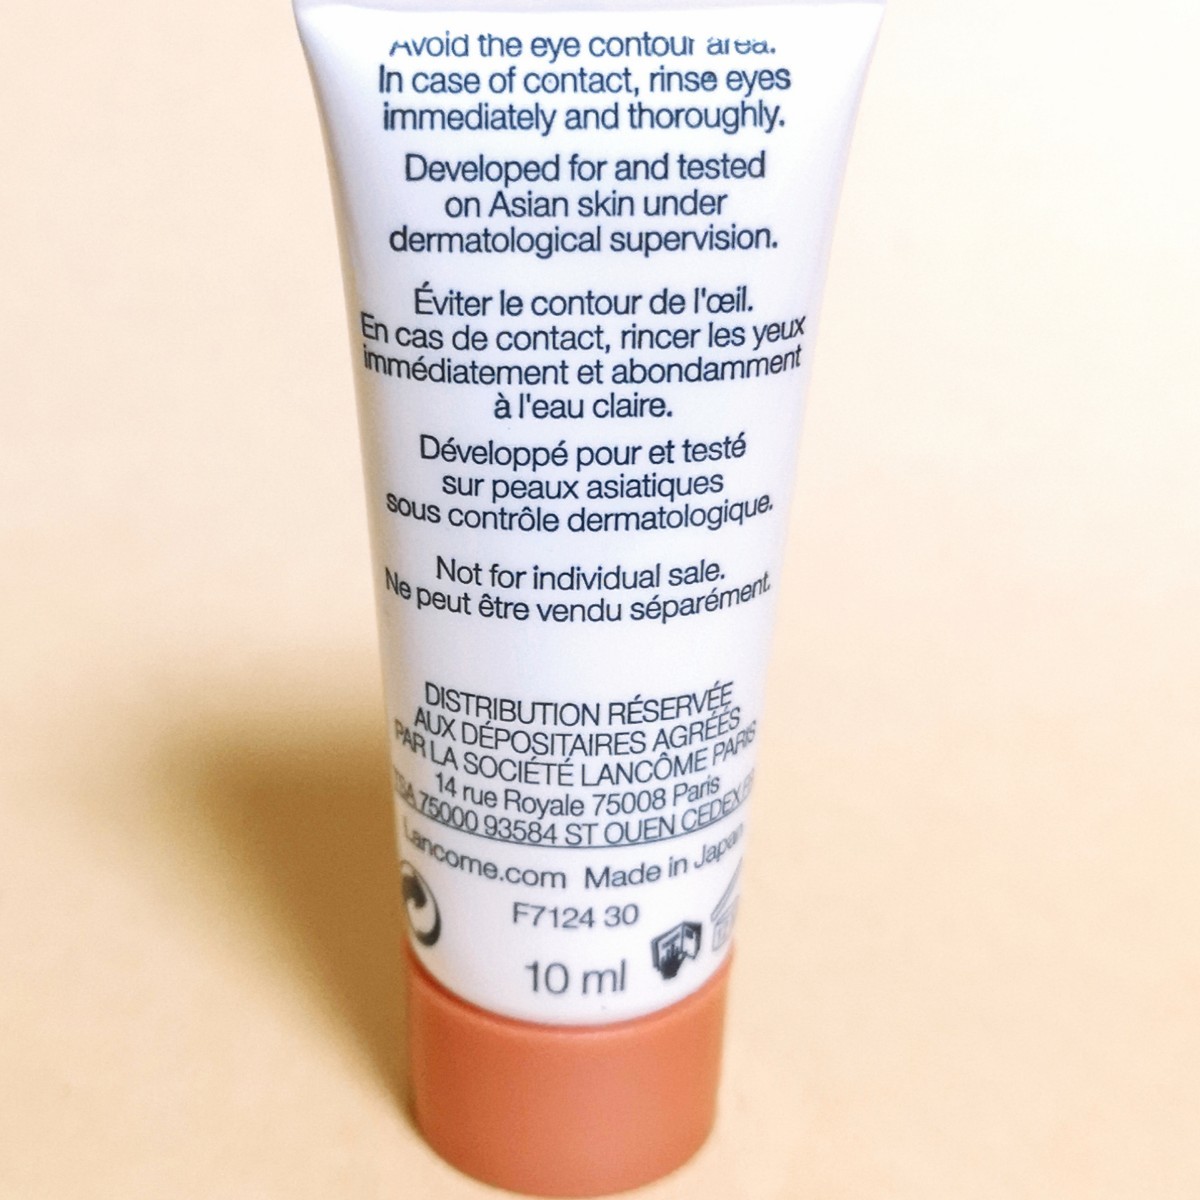 Avoid the eye contour area.
In case of contact, rinse eyes
immediately and thoroughly.
Developed for and tested
on Asian skin under
dermatological supervision.
Éviter le contour de l'œil.
En cas de contact, rincer les yeux
immédiatement et abondamment
à l'eau claire.
Développé pour et testé
sur peaux asiatiques
sous contrôle dermatologique.
Not for individual sale.
Ne peut être vendu séparément.
DISTRIBUTION RÉSERVÉE
AUX DÉPOSITAIRES AGRÉÉS
PAR LA SOCIÉTÉ LANCÔME PARIS
14 rue Royale 75008 Paris
75000 93584 ST OUEN CEDEX
Lancome.com Made in Japan
F7124 30
10 ml